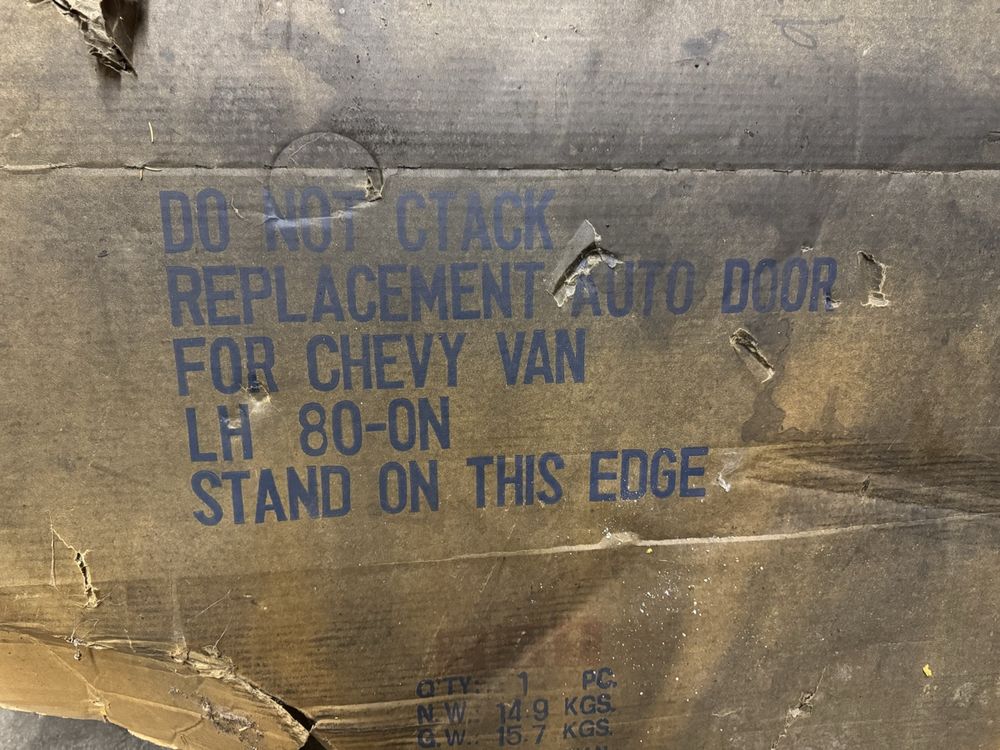 DO NOT CTACK
REPLACEMENT AUTO DOOR
FOR CHEVY VAN
LH 80-ON
STAND ON THIS EDGE
Q'TY: 1 PC.
N.W.: 14.9 KGS.
G.W.: 15.7 KGS.